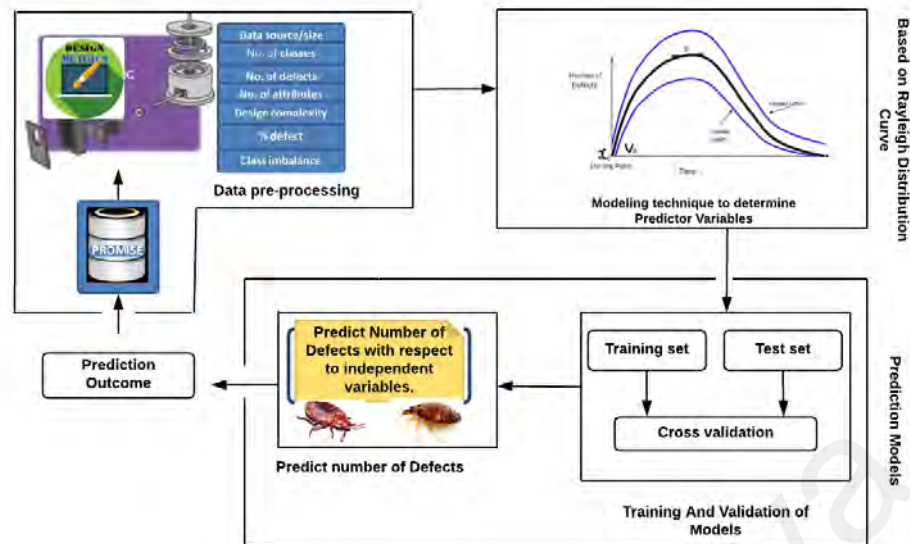 DESIGN
METRICS
Data source/size
No. of classes
No. of defects
No. of attributes
Design complexity
% defect
Class imbalance
Data pre-processing
PROMISE
Number of
Defects
Time
Modeling technique to determine
Predictor Variables
Based on Rayleigh Distribution
Curve
Prediction
Outcome
Predict Number of
Defects with respect
to independent
variables.
Predict number of Defects
Training set
Test set
Cross validation
Training And Validation of
Models
Prediction Models